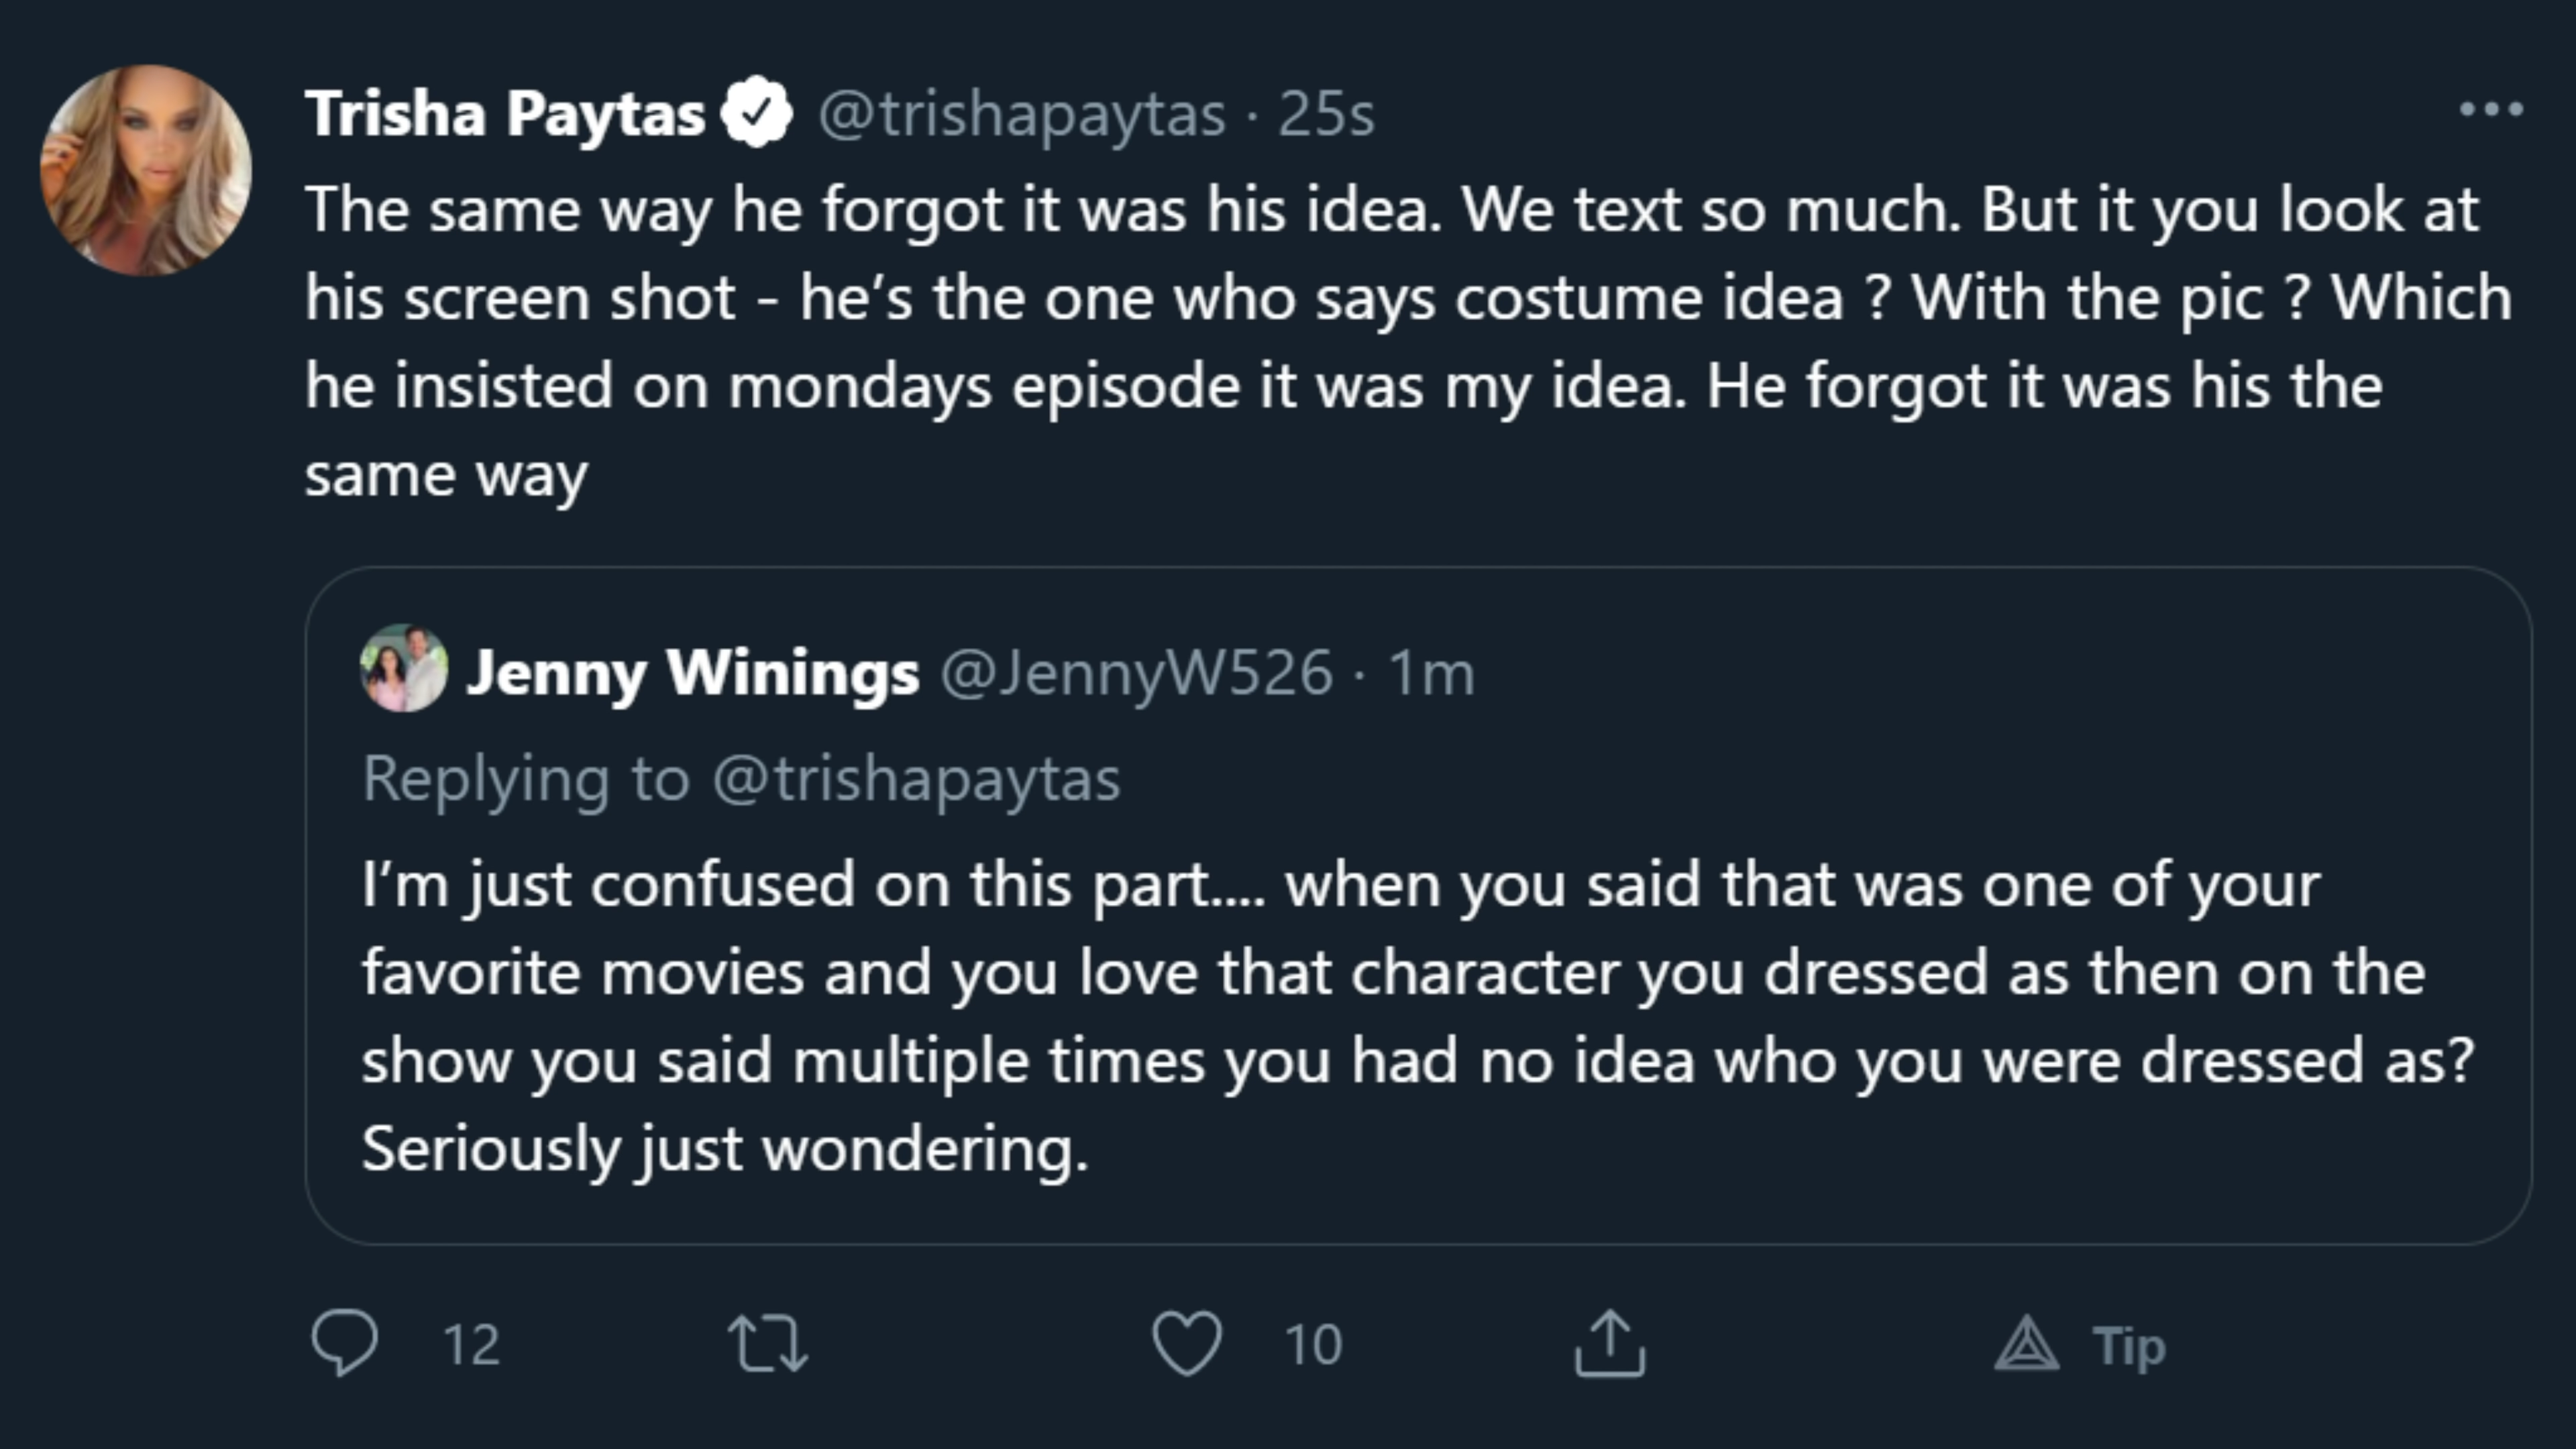 Trisha Paytas @trishapaytas · 25s
The same way he forgot it was his idea. We text so much. But it you look at
his screen shot - he’s the one who says costume idea ? With the pic ? Which
he insisted on mondays episode it was my idea. He forgot it was his the
same way
Jenny Winings @JennyW526 · 1m
Replying to @trishapaytas
I’m just confused on this part.... when you said that was one of your
favorite movies and you love that character you dressed as then on the
show you said multiple times you had no idea who you were dressed as?
Seriously just wondering.
12 10 Tip